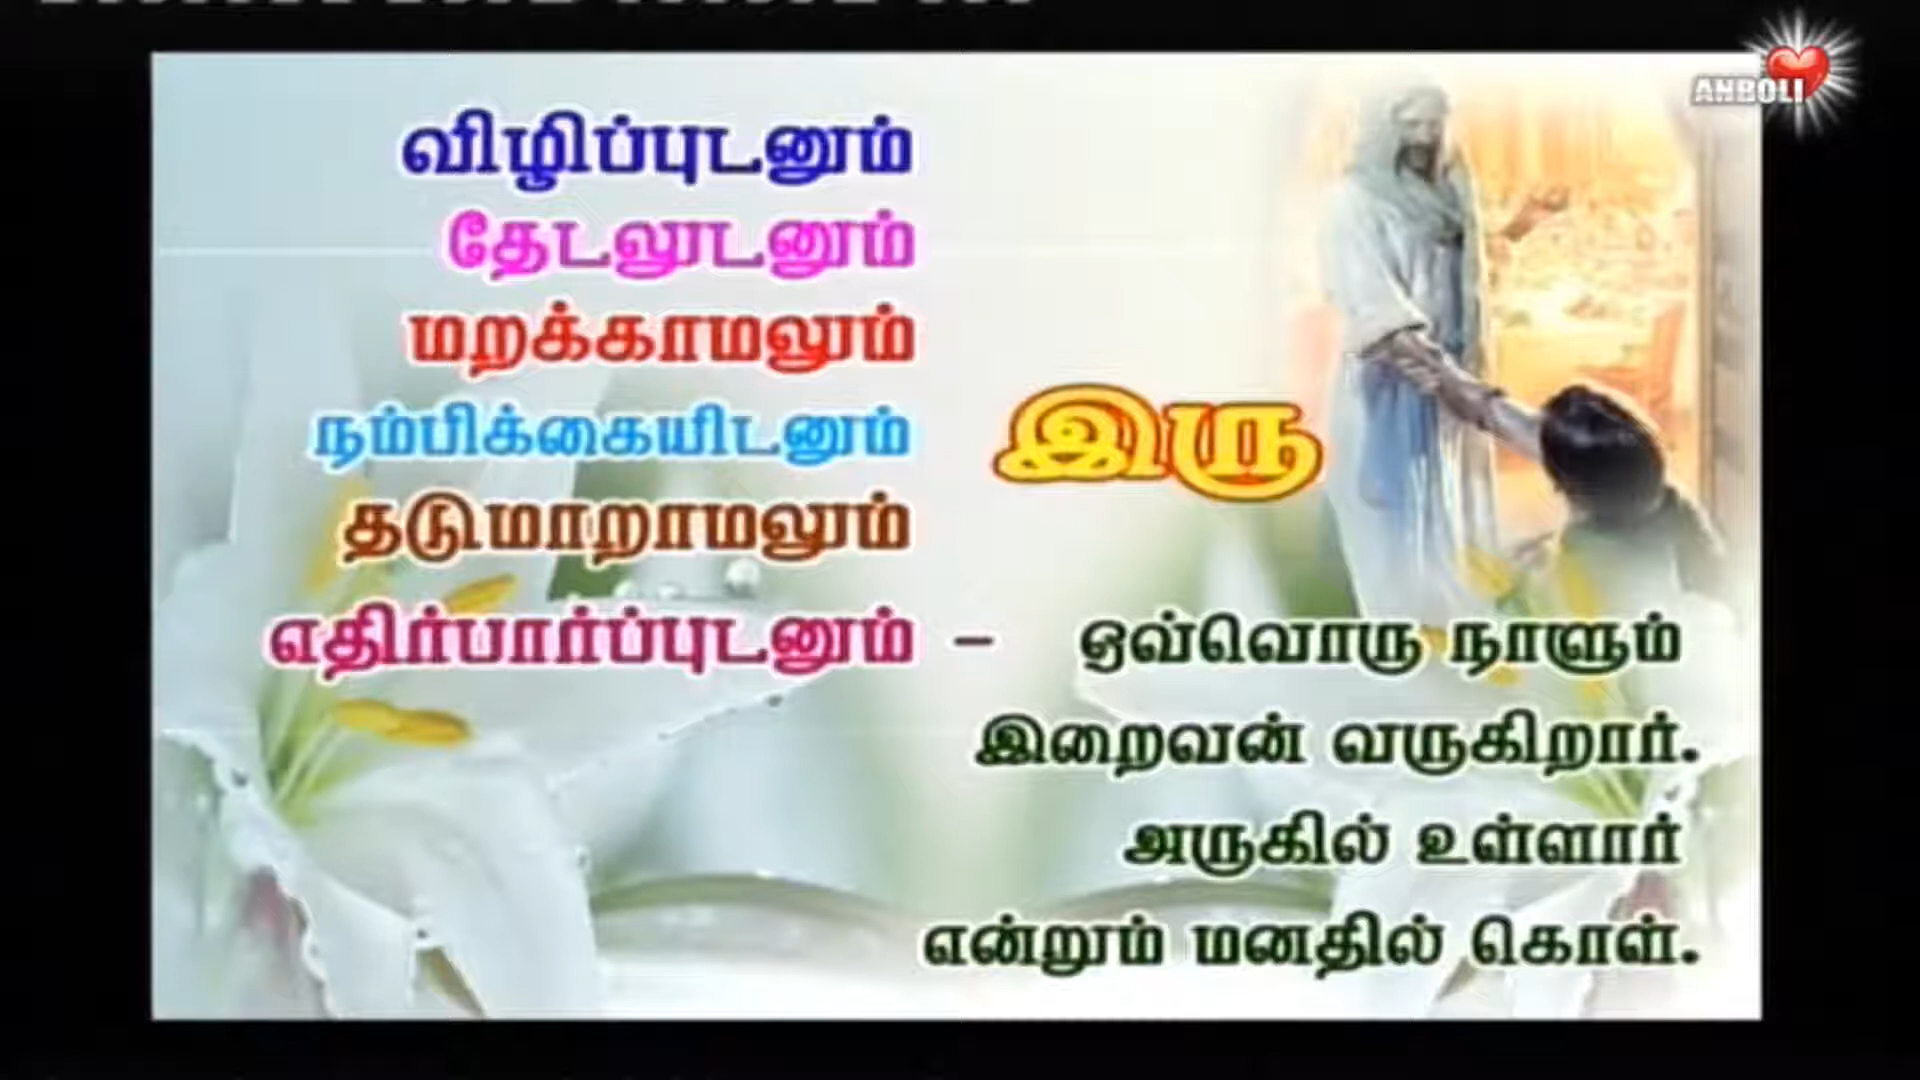 ANBOLI
விழிப்புடனும்
தேடலுடனும்
மறக்காமலும்
நம்பிக்கையிடனும்
இரு
தடுமாறாமலும்
எதிர்பார்ப்புடனும் – ஒவ்வொரு நாளும்
இறைவன் வருகிறார்.
அருகில் உள்ளார்
என்றும் மனதில் கொள்.